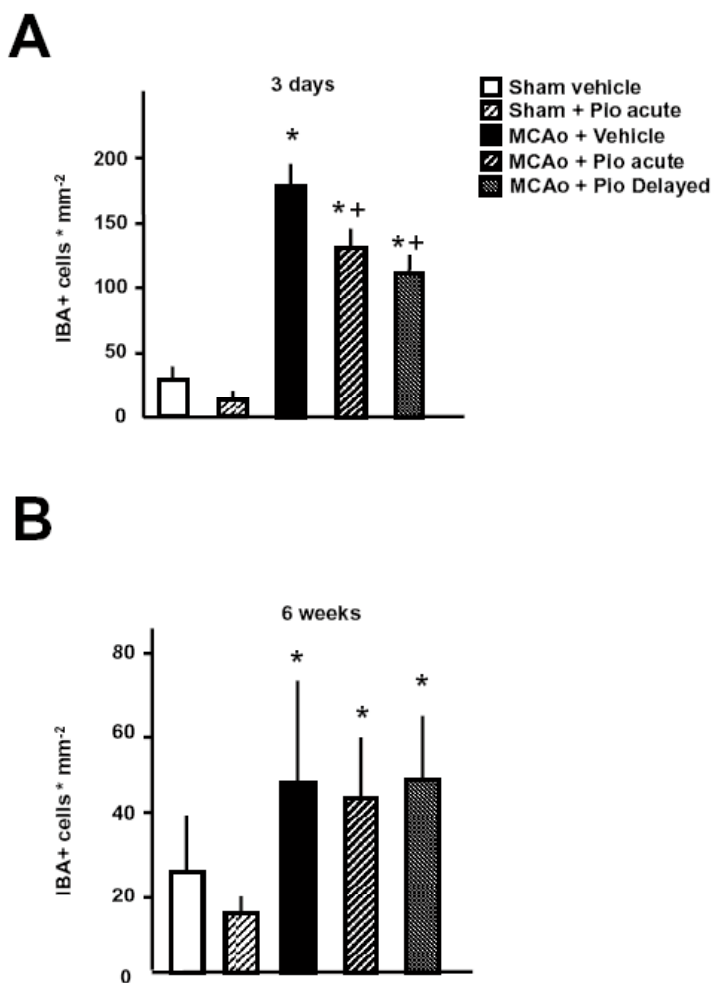 A
3 days
Sham vehicle
Sham + Pio acute
MCAo + Vehicle
MCAo + Pio acute
MCAo + Pio Delayed
IBA+ cells * mm-2
200
150
100
50
0
*
*+
*+
B
6 weeks
IBA+ cells * mm-2
80
60
40
20
0
*
*
*